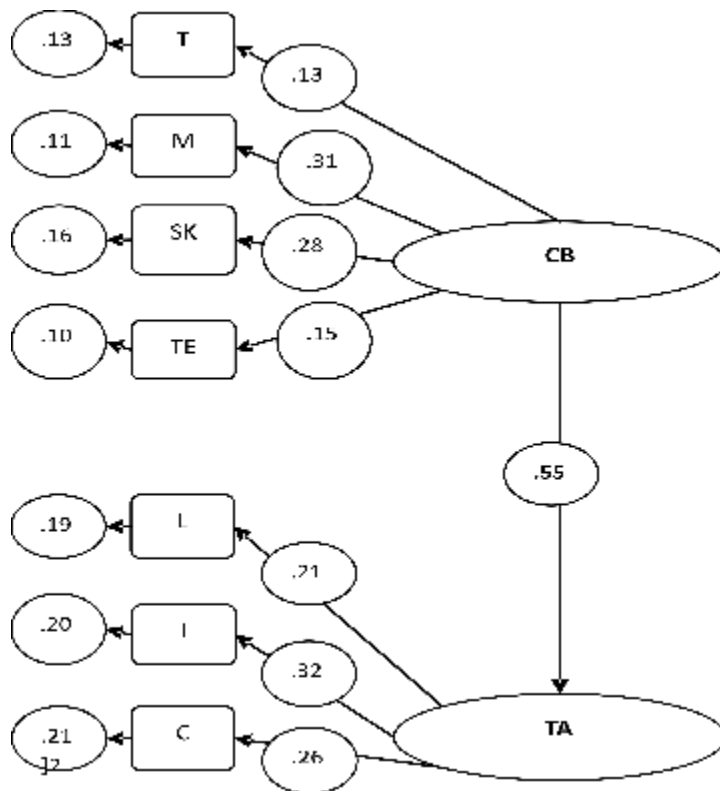 .13 T .13
.11 M .31
.16 SK .28 CB
.10 TE .15
.55
.19 L .21
.20 I .32
.21 C .26 TA
]2